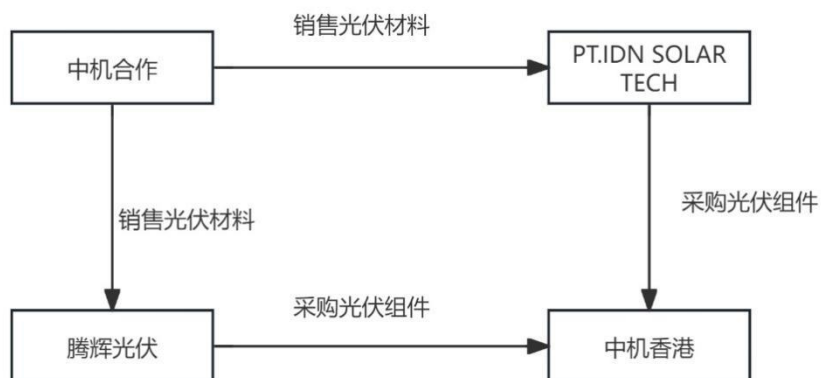 销售光伏材料
中机合作
PT.IDN SOLAR
TECH
销售光伏材料
采购光伏组件
采购光伏组件
腾辉光伏
中机香港